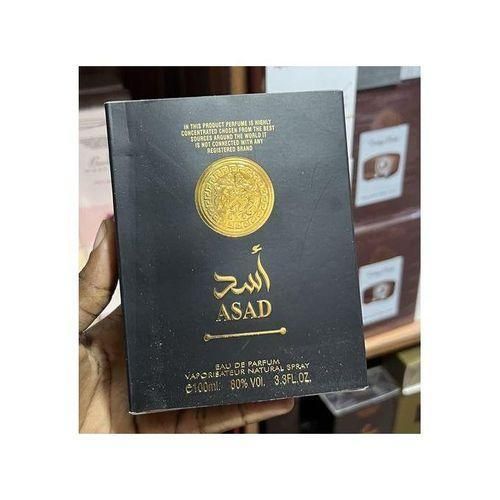 IN THIS PRODUCT PERFUME IS HIGHLY
CONCENTRATED CHOSEN FROM THE BEST
SOURCES AROUND THE WORLD IT
IS NOT CONNECTED WITH ANY
REGISTERED BRAND
أسد
ASAD
EAU DE PARFUM
VAPORISATEUR NATURAL SPRAY
℮100ml. 80% VOl. 3.3FL.OZ.